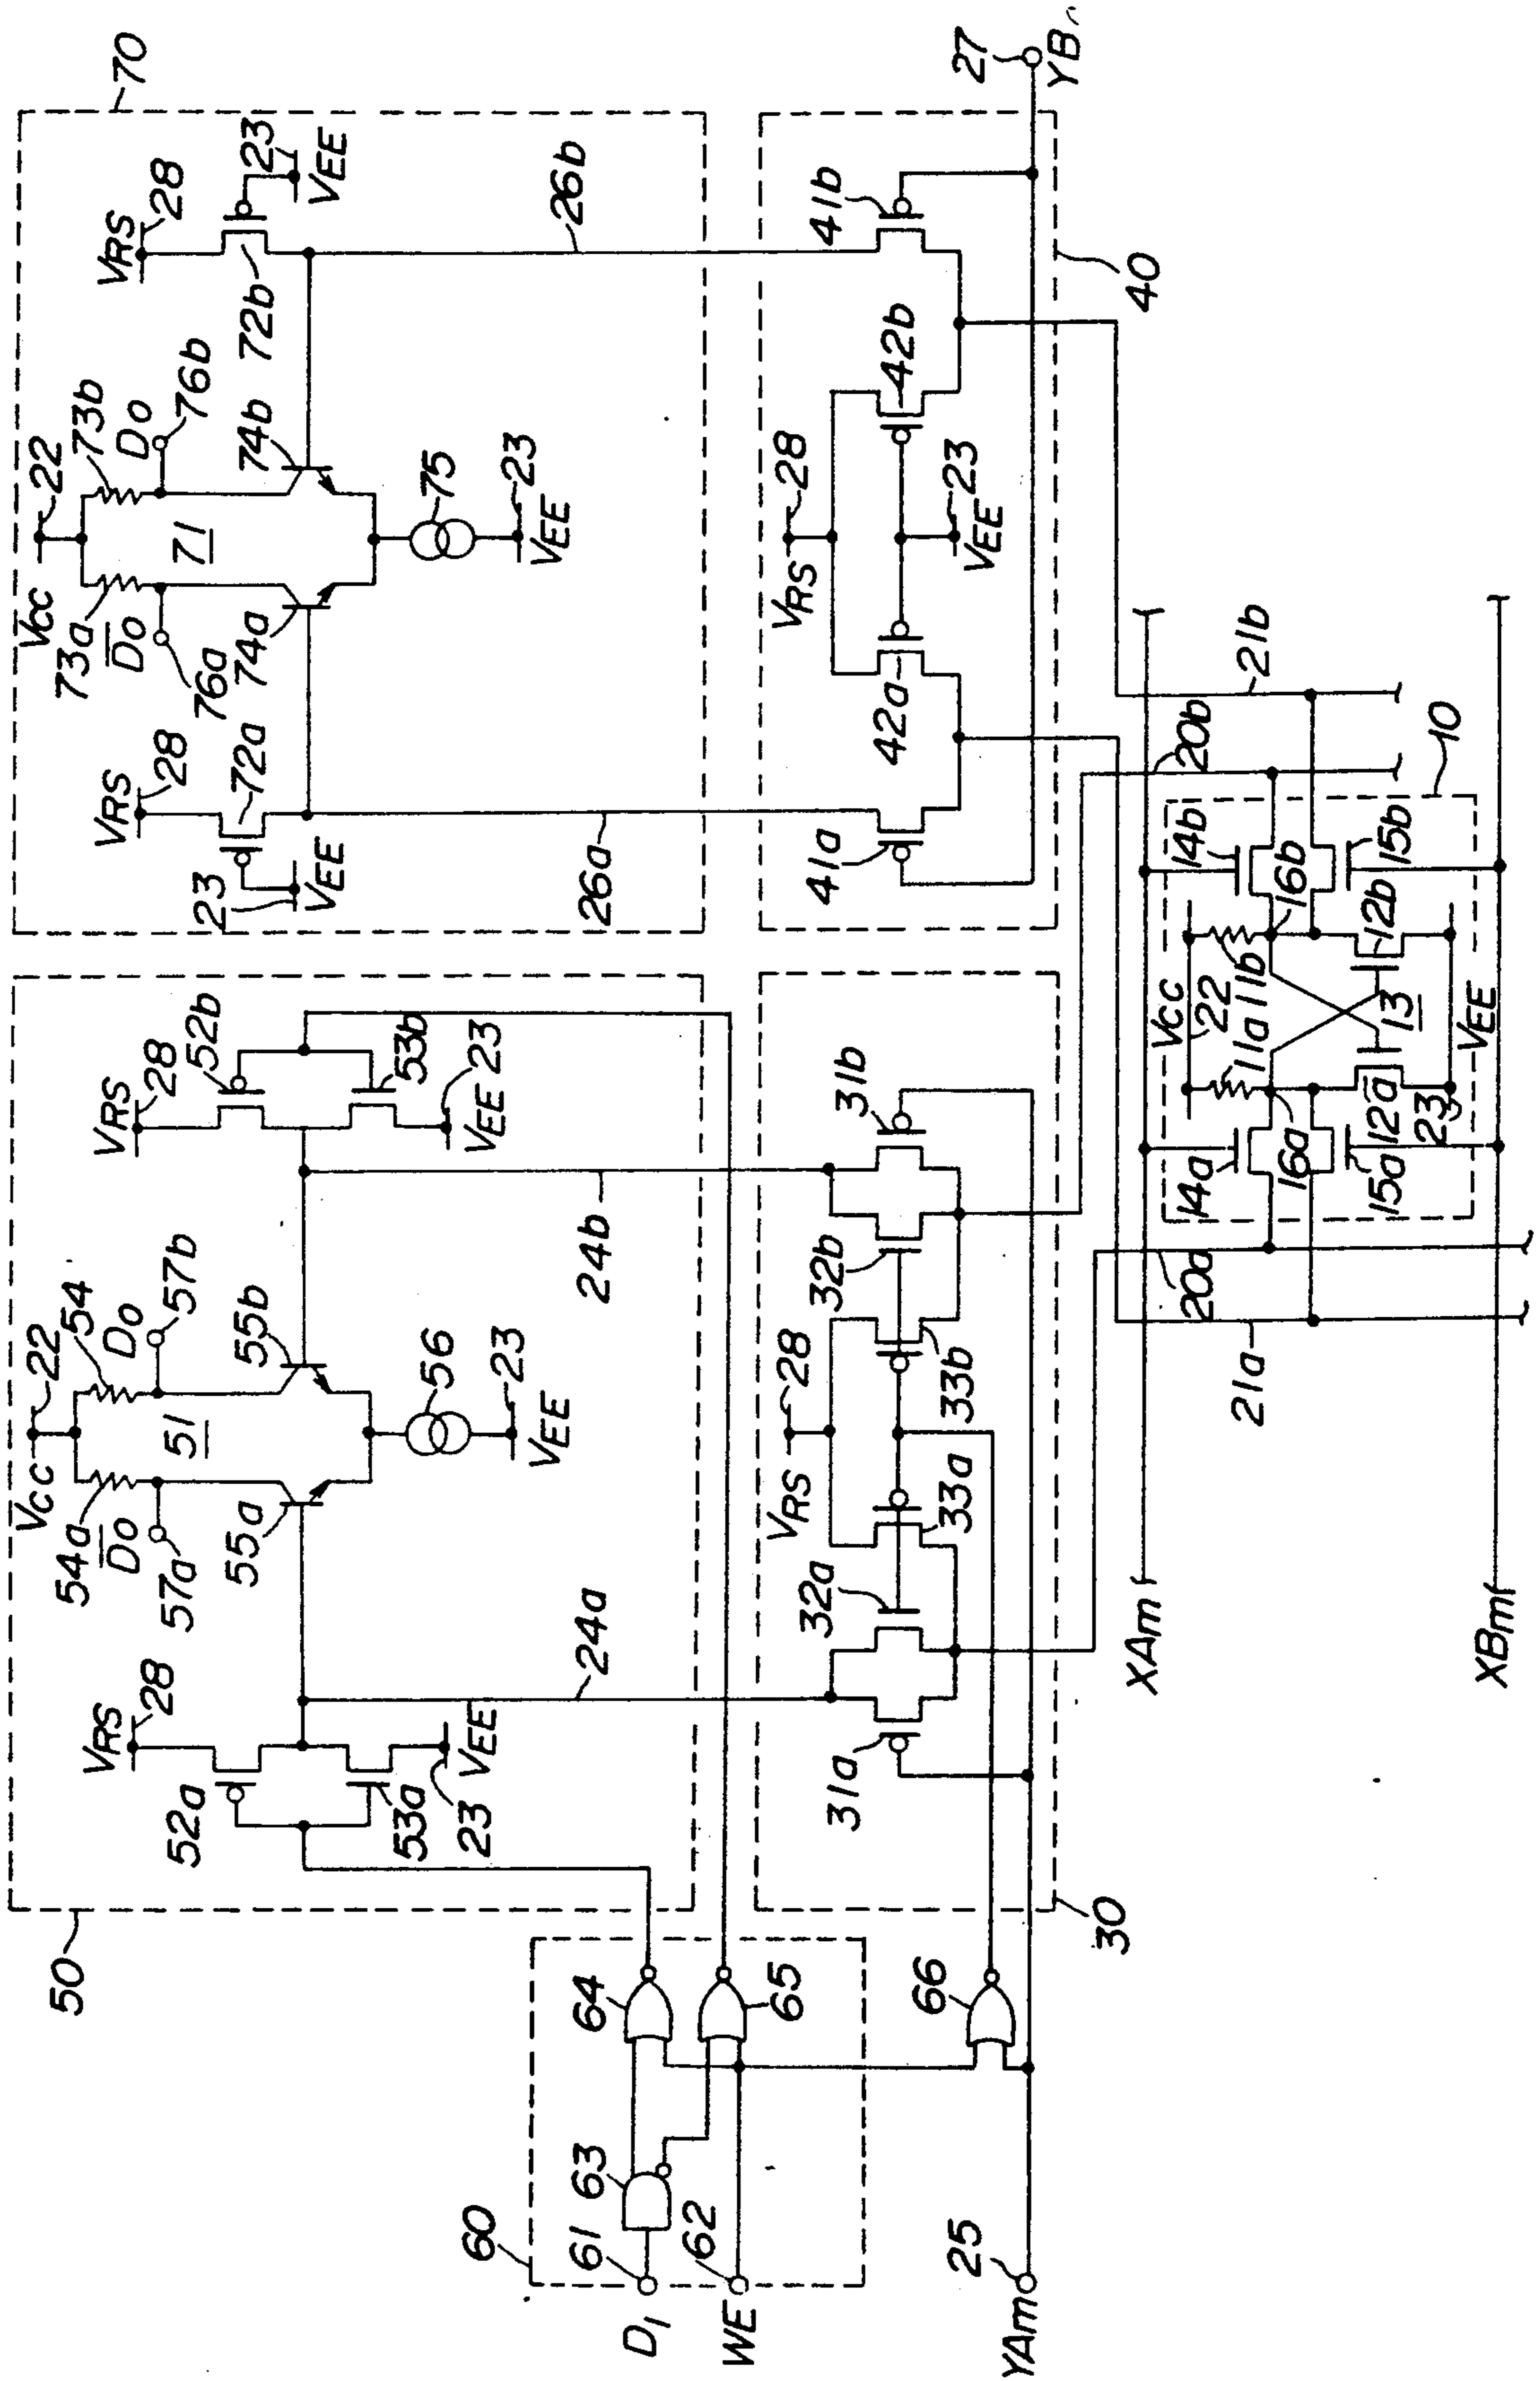 50
VRS
28
52a
53a
23
VEE
VCC
22
54a
54
51
D0
57a
D0
57b
55a
55b
56
23
VEE
VRS
28
52b
53b
23
VEE
24a
24b
70
VRS
28
72a
23
VEE
VCC
22
73a
73b
71
D0
76a
D0
76b
74a
74b
75
23
VEE
VRS
28
72b
23
VEE
26a
26b
60
61
DI
62
WE
63
64
65
66
25
YAm
30
31a
32a
33a
VRS
28
33b
32b
31b
40
41a
42a
VRS
28
23
VEE
42b
41b
27
YB
XAm
XBm
21a
20a
20b
21b
10
14a
15a
16a
VCC
22
11a
11b
12a
13
12b
23
VEE
14b
16b
15b